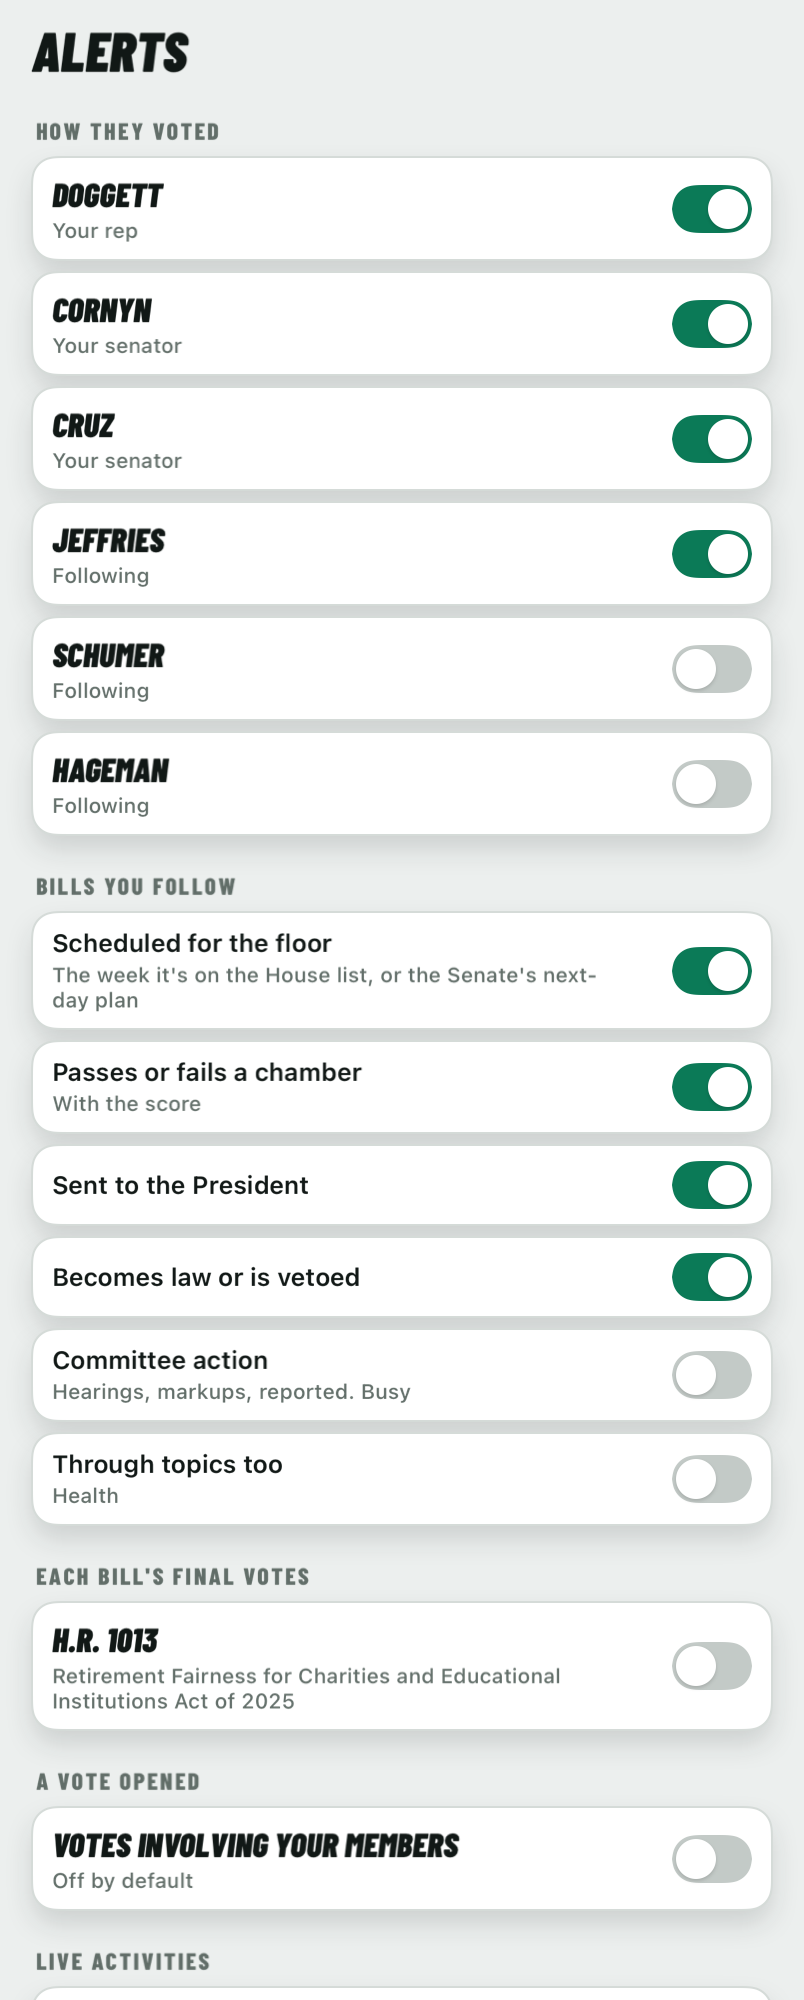 ALERTS
HOW THEY VOTED
DOGGETT
Your rep
CORNYN
Your senator
CRUZ
Your senator
JEFFRIES
Following
SCHUMER
Following
HAGEMAN
Following
BILLS YOU FOLLOW
Scheduled for the floor
The week it's on the House list, or the Senate's next-
day plan
Passes or fails a chamber
With the score
Sent to the President
Becomes law or is vetoed
Committee action
Hearings, markups, reported. Busy
Through topics too
Health
EACH BILL'S FINAL VOTES
H.R. 1013
Retirement Fairness for Charities and Educational
Institutions Act of 2025
A VOTE OPENED
VOTES INVOLVING YOUR MEMBERS
Off by default
LIVE ACTIVITIES